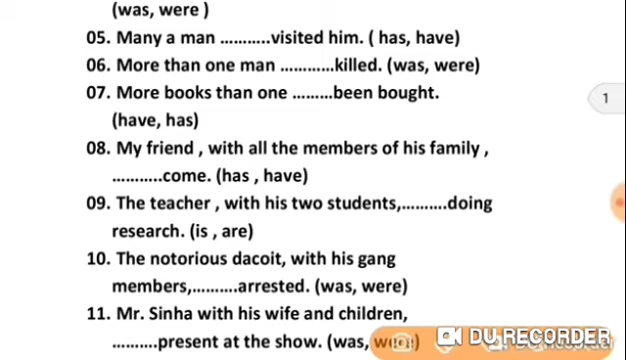 (was, were )
05. Many a man ...........visited him. ( has, have)
06. More than one man ............killed. (was, were)
07. More books than one .........been bought.
(have, has)
08. My friend , with all the members of his family ,
...........come. (has , have)
09. The teacher , with his two students,..........doing
research. (is , are)
10. The notorious dacoit, with his gang
members,..........arrested. (was, were)
11. Mr. Sinha with his wife and children,
..........present at the show. (was, were)
1
DU RECORDER